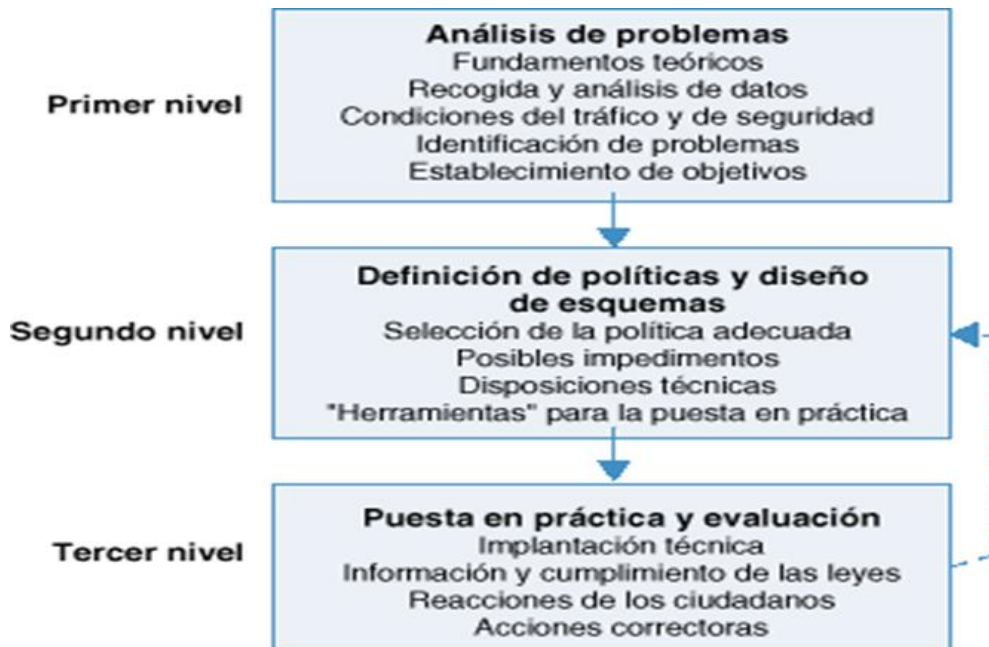 Análisis de problemas
Fundamentos teóricos
Primer nivel
Recogida y análisis de datos
Condiciones del tráfico y de seguridad
Identificación de problemas
Establecimiento de objetivos
Definición de políticas y diseño
de esquemas
Segundo nivel
Selección de la política adecuada
Posibles impedimentos
Disposiciones técnicas
"Herramientas" para la puesta en práctica
Puesta en práctica y evaluación
Tercer nivel
Implantación técnica
Información y cumplimiento de las leyes
Reacciones de los ciudadanos
Acciones correctoras